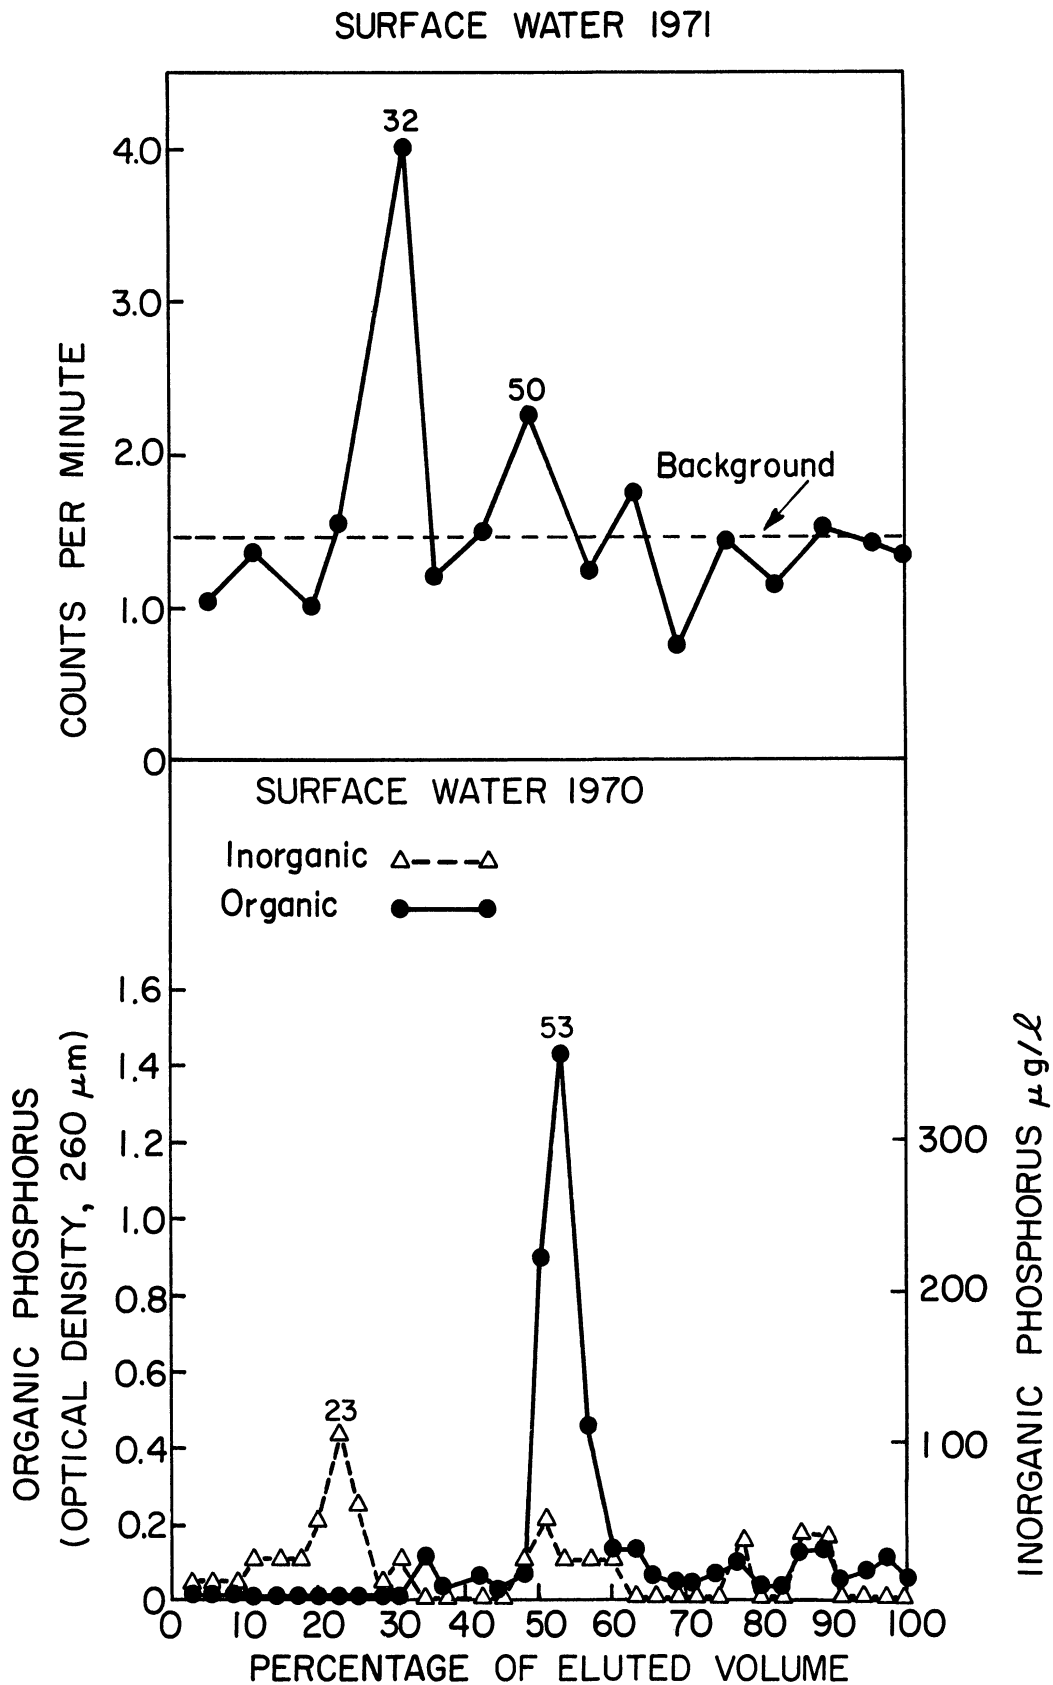 SURFACE WATER 1971
32
4.0
3.0
50
2.0
Background
1.0
0
COUNTS PER MINUTE
SURFACE WATER 1970
Inorganic
Organic
1.6
53
1.4
1.2
300
1.0
0.8
200
0.6
23
0.4
100
0.2
0
ORGANIC PHOSPHORUS
(OPTICAL DENSITY, 260 μm)
INORGANIC PHOSPHORUS μg/ℓ
0 10 20 30 40 50 60 70 80 90 100
PERCENTAGE OF ELUTED VOLUME